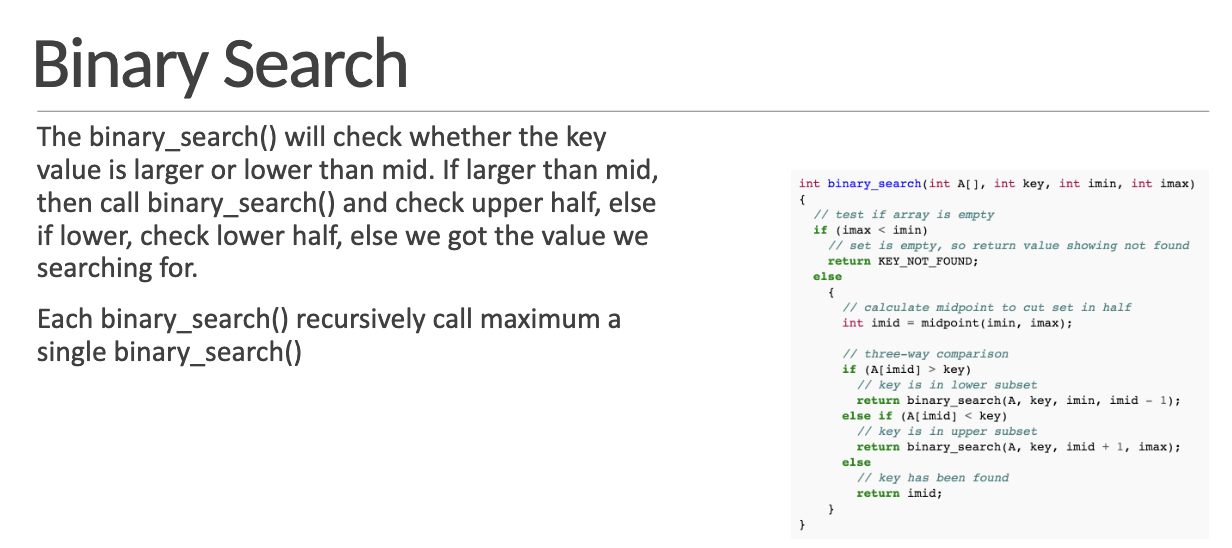 Binary Search
The binary_search() will check whether the key
value is larger or lower than mid. If larger than mid,
then call binary_search() and check upper half, else
if lower, check lower half, else we got the value we
searching for.
Each binary_search() recursively call maximum a
single binary_search()
int binary_search(int A[], int key, int imin, int imax)
{
  // test if array is empty
  if (imax < imin)
    // set is empty, so return value showing not found
    return KEY_NOT_FOUND;
  else
    {
      // calculate midpoint to cut set in half
      int imid = midpoint(imin, imax);

      // three-way comparison
      if (A[imid] > key)
        // key is in lower subset
        return binary_search(A, key, imin, imid - 1);
      else if (A[imid] < key)
        // key is in upper subset
        return binary_search(A, key, imid + 1, imax);
      else
        // key has been found
        return imid;
    }
}